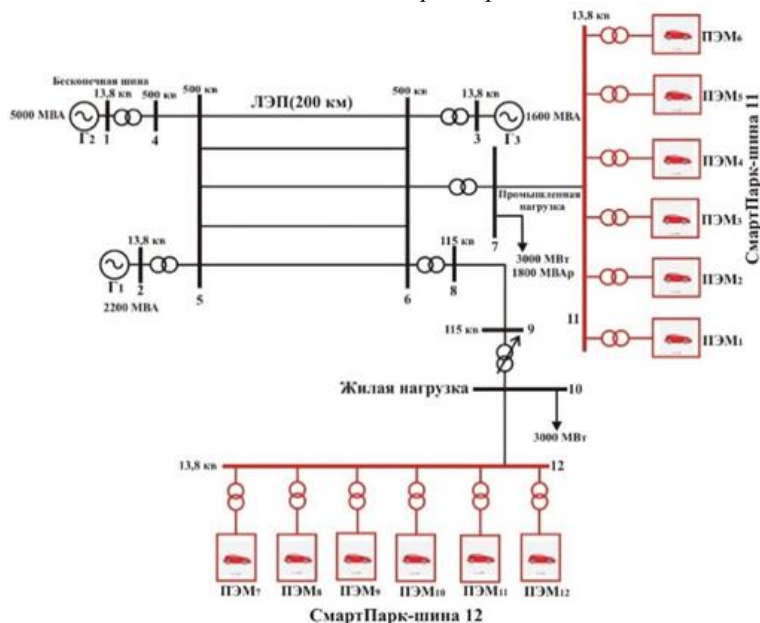 13,8 кв
ПЭМ6
Бесконечная шина
13,8 кв
500 кв
500 кв
ЛЭП(200 км)
500 кв
13,8 кв
ПЭМ5
5000 МВА
Г2
1
4
3
Г3
1600 МВА
ПЭМ4
Промышленная
нагрузка
СмартПарк-шина 11
ПЭМ3
13,8 кв
115 кв
7
3000 МВт
1800 МВАр
Г1
2
8
2200 МВА
5
6
ПЭМ2
11
115 кв
9
ПЭМ1
Жилая нагрузка
10
3000 МВт
13,8 кв
12
ПЭМ7
ПЭМ8
ПЭМ9
ПЭМ10
ПЭМ11
ПЭМ12
СмартПарк-шина 12